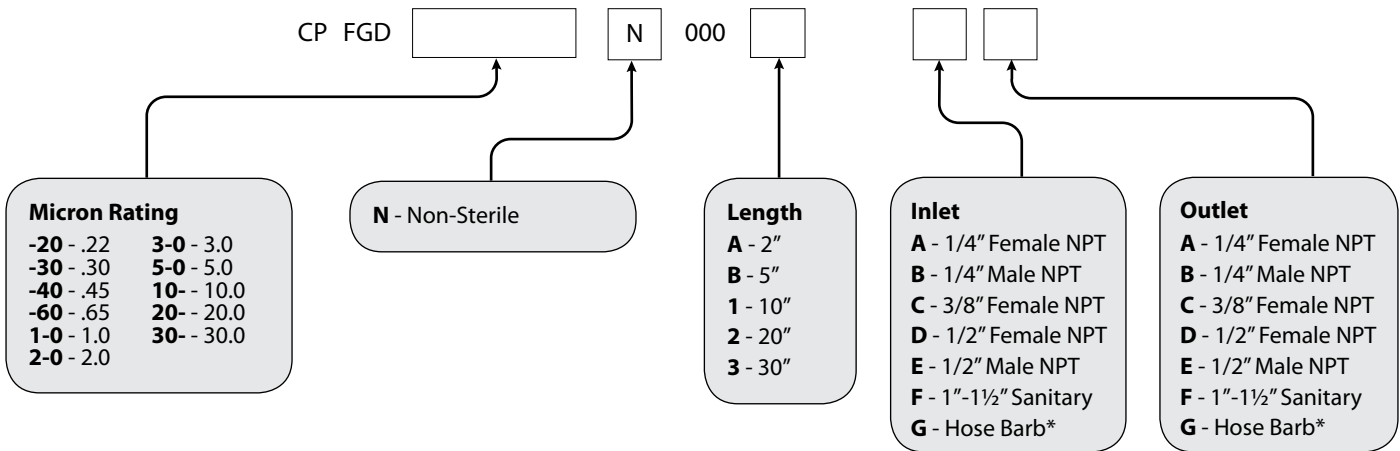 CP FGD N 000
Micron Rating
-20 - .22
-30 - .30
-40 - .45
-60 - .65
1-0 - 1.0
2-0 - 2.0
3-0 - 3.0
5-0 - 5.0
10- - 10.0
20- - 20.0
30- - 30.0
N - Non-Sterile
Length
A - 2"
B - 5"
1 - 10"
2 - 20"
3 - 30"
Inlet
A - 1/4" Female NPT
B - 1/4" Male NPT
C - 3/8" Female NPT
D - 1/2" Female NPT
E - 1/2" Male NPT
F - 1"-1½" Sanitary
G - Hose Barb*
Outlet
A - 1/4" Female NPT
B - 1/4" Male NPT
C - 3/8" Female NPT
D - 1/2" Female NPT
E - 1/2" Male NPT
F - 1"-1½" Sanitary
G - Hose Barb*